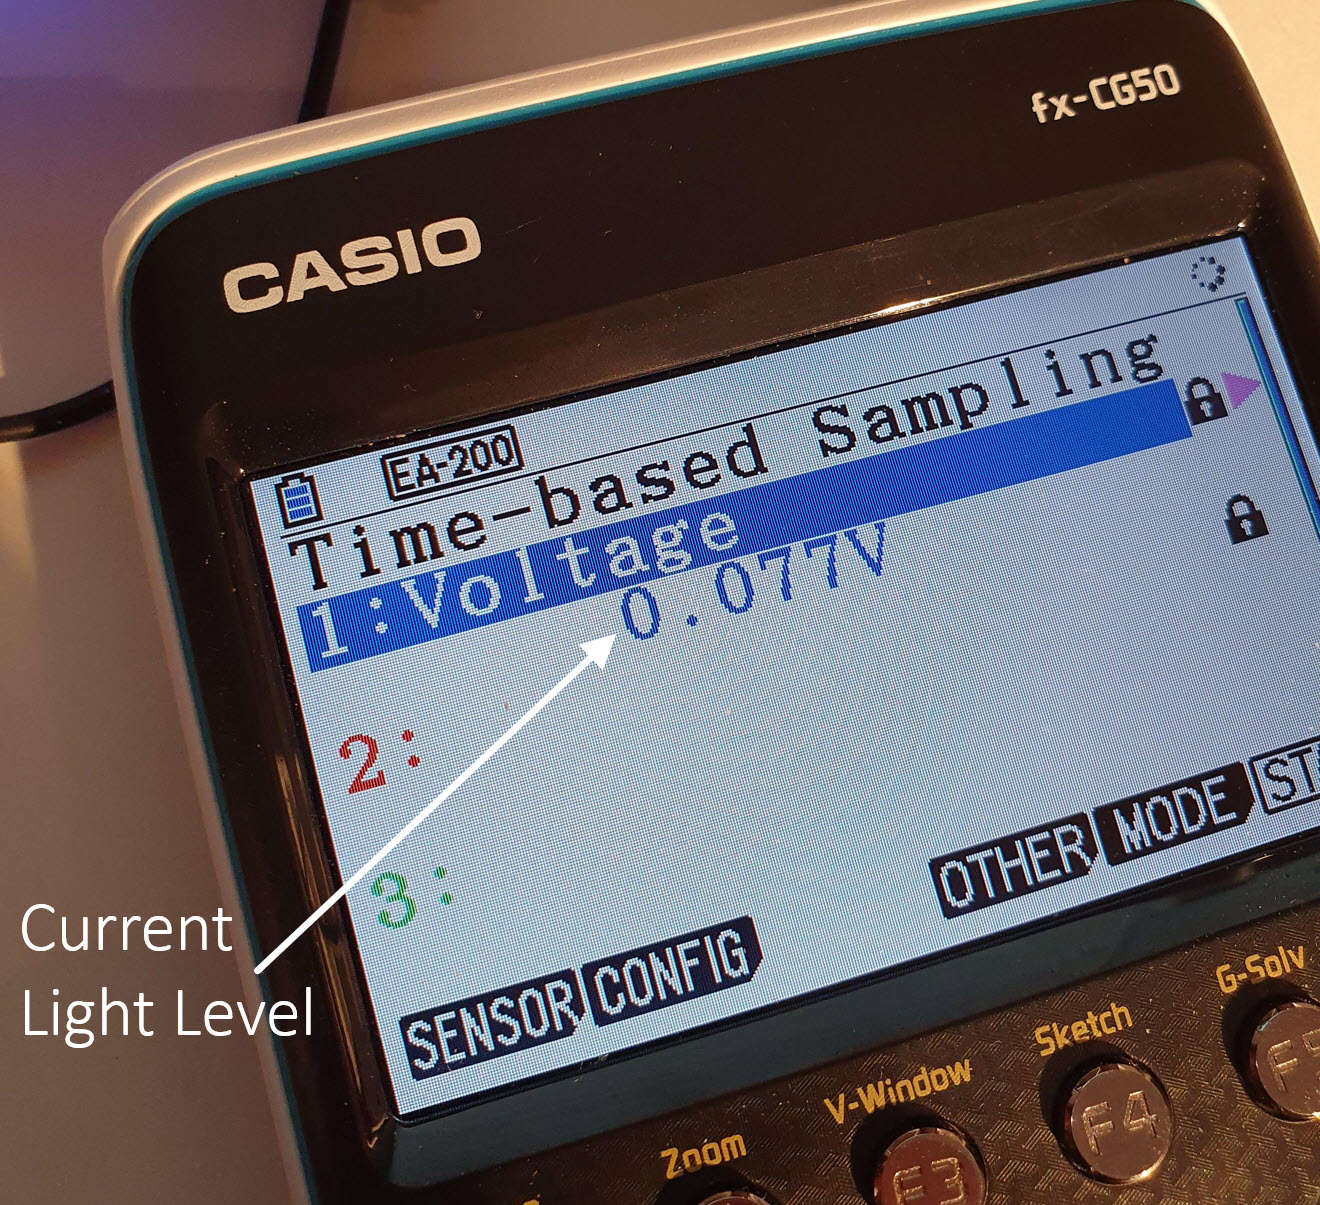 fx-CG50
CASIO
EA-200
Time-based Sampling
1:Voltage
0.077V
2:
3:
Current
Light Level
SENSOR CONFIG OTHER MODE
G-Solv
Sketch
V-Window
Zoom
F3 F4